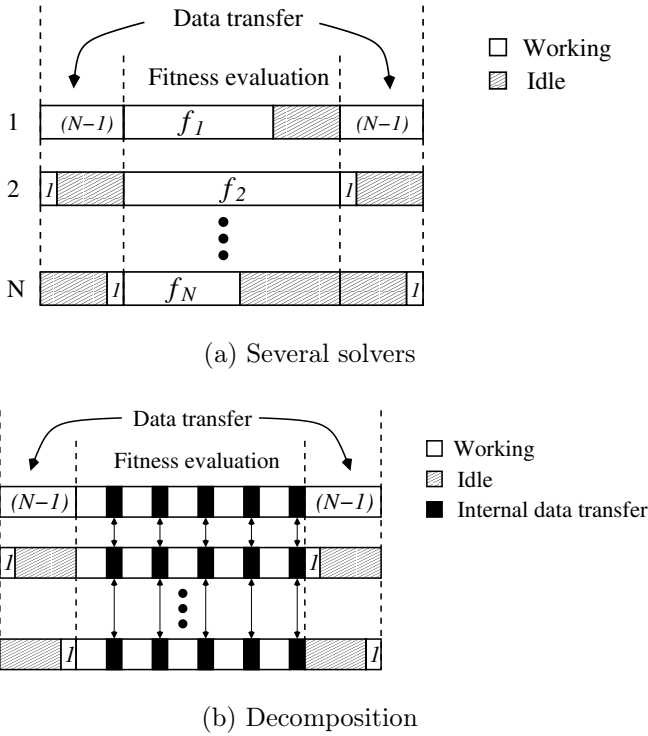 Data transfer
Fitness evaluation
Working
Idle
1 (N−1) f1 (N−1)
2 1 f2 1
N 1 fN 1
(a) Several solvers
Data transfer
Fitness evaluation
Working
Idle
Internal data transfer
(N−1) (N−1)
1 1
1 1
(b) Decomposition